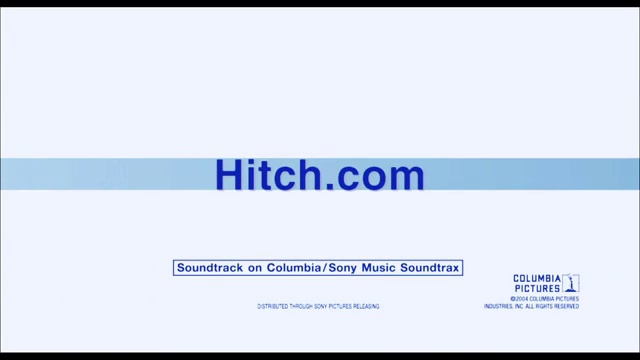 Hitch.com
Soundtrack on Columbia/Sony Music Soundtrax
DISTRIBUTED THROUGH SONY PICTURES RELEASING
COLUMBIA
PICTURES
©2004 COLUMBIA PICTURES
INDUSTRIES, INC. ALL RIGHTS RESERVED